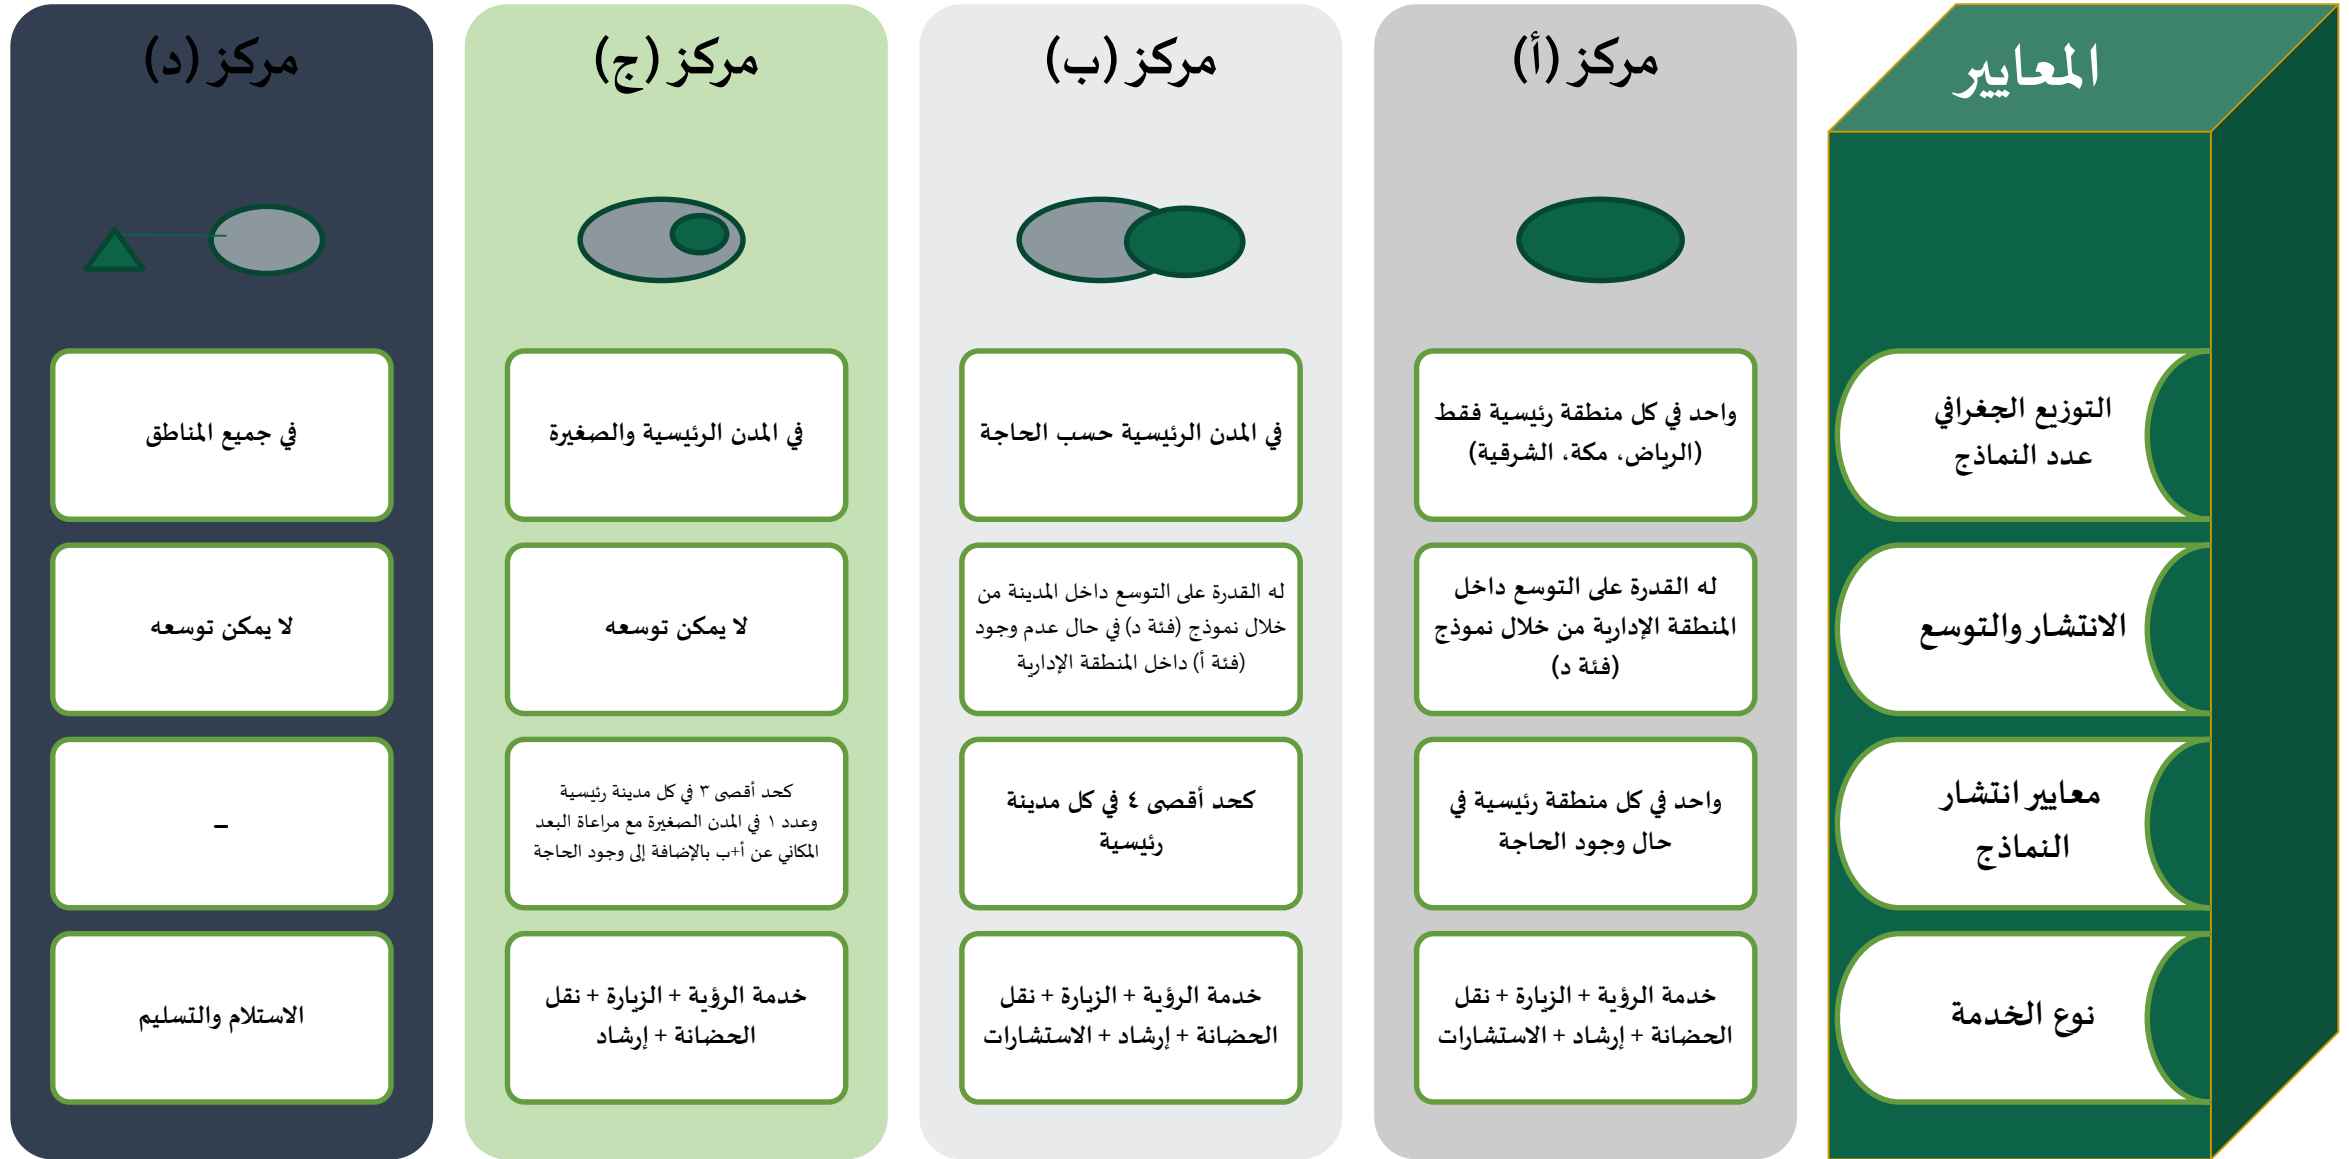 المعايير
مركز (أ)
مركز (ب)
مركز (ج)
مركز (د)
التوزيع الجغرافي
عدد النماذج
واحد في كل منطقة رئيسية فقط
(الرياض، مكة، الشرقية)
في المدن الرئيسية حسب الحاجة
في المدن الرئيسية والصغيرة
في جميع المناطق
الانتشار والتوسع
له القدرة على التوسع داخل
المنطقة الإدارية من خلال نموذج
(فئة د)
له القدرة على التوسع داخل المدينة من
خلال نموذج (فئة د) في حال عدم وجود
(فئة أ) داخل المنطقة الإدارية
لا يمكن توسعه
لا يمكن توسعه
معايير انتشار
النماذج
واحد في كل منطقة رئيسية في
حال وجود الحاجة
كحد أقصى ٤ في كل مدينة
رئيسية
كحد أقصى ٣ في كل مدينة رئيسية
وعدد ١ في المدن الصغيرة مع مراعاة البعد
المكاني عن أ+ب بالإضافة إلى وجود الحاجة
–
نوع الخدمة
خدمة الرؤية + الزيارة + نقل
الحضانة + إرشاد + الاستشارات
خدمة الرؤية + الزيارة + نقل
الحضانة + إرشاد + الاستشارات
خدمة الرؤية + الزيارة + نقل
الحضانة + إرشاد
الاستلام والتسليم